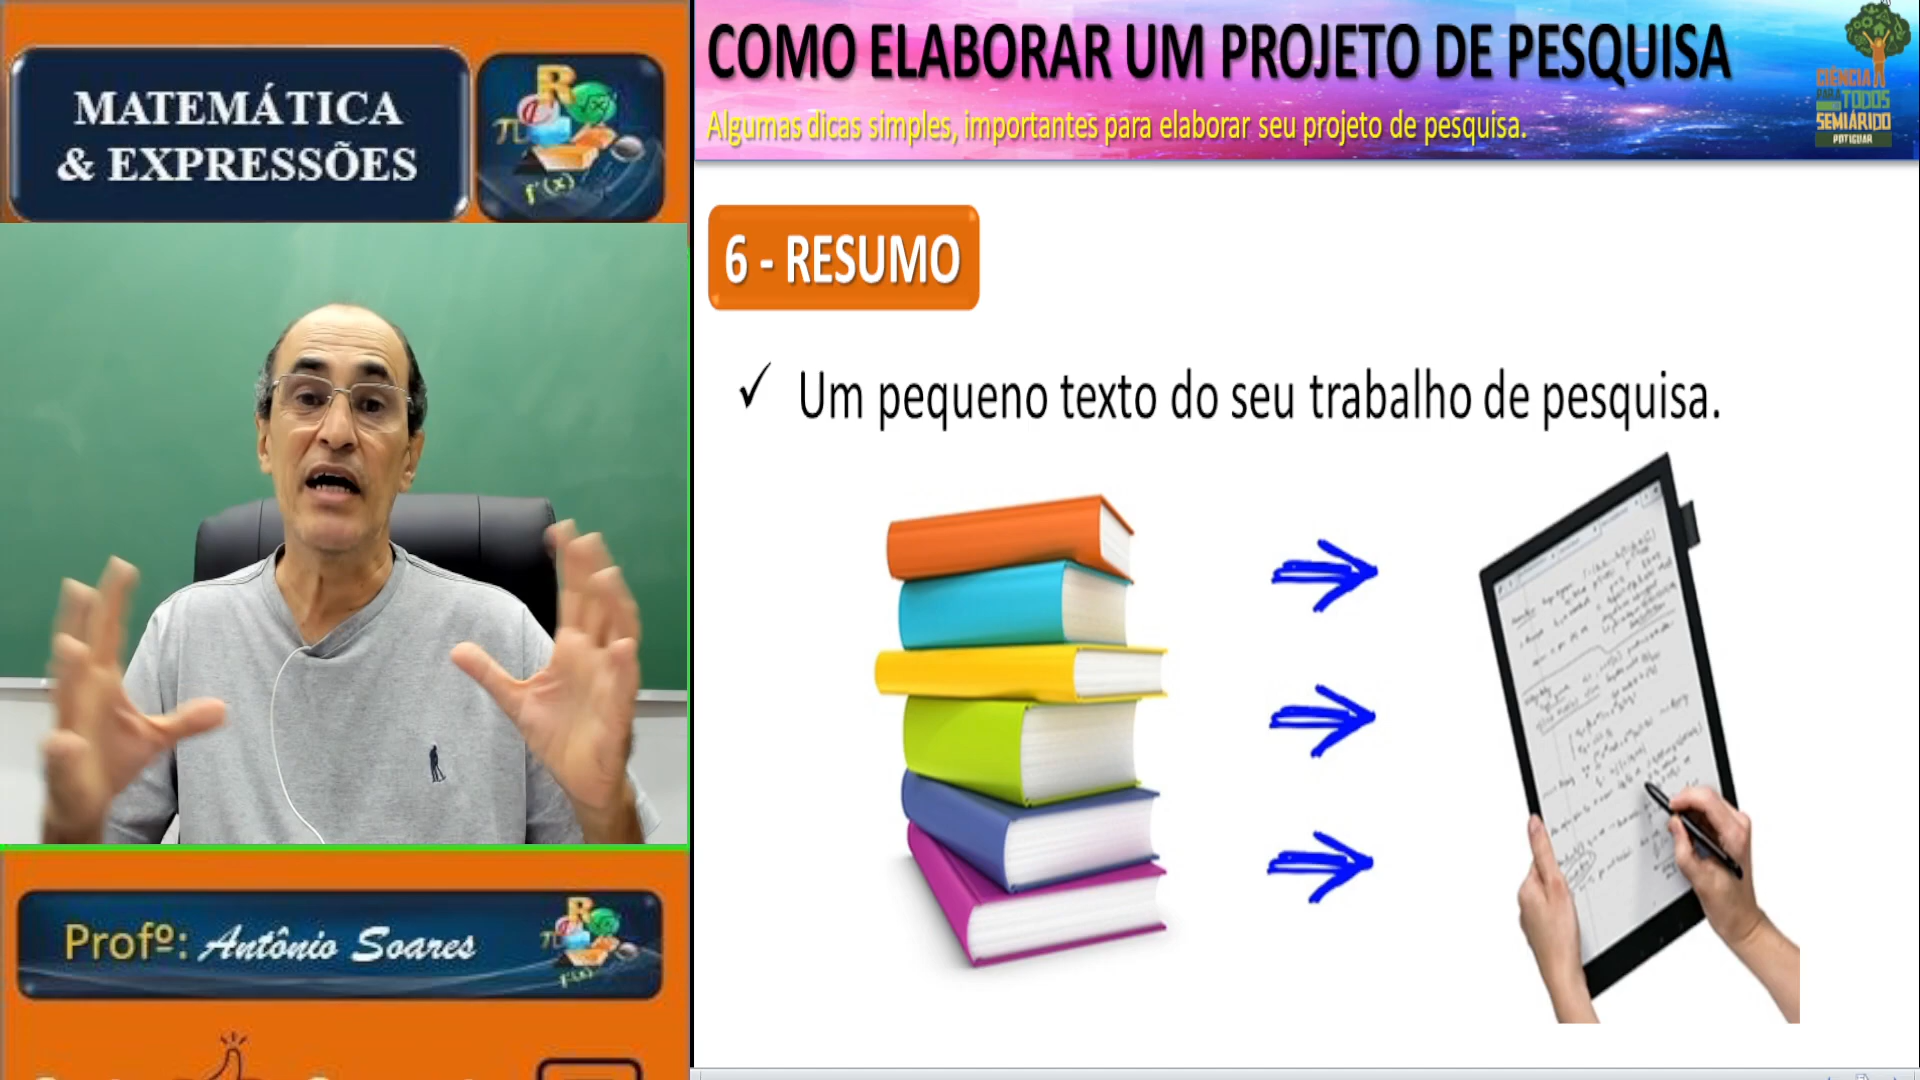 MATEMÁTICA
& EXPRESSÕES
Profº: Antônio Soares
COMO ELABORAR UM PROJETO DE PESQUISA
Algumas dicas simples, importantes para elaborar seu projeto de pesquisa.
CIÊNCIA
PARA TODOS
SEMIÁRIDO
POTIGUAR
6 - RESUMO
✓ Um pequeno texto do seu trabalho de pesquisa.